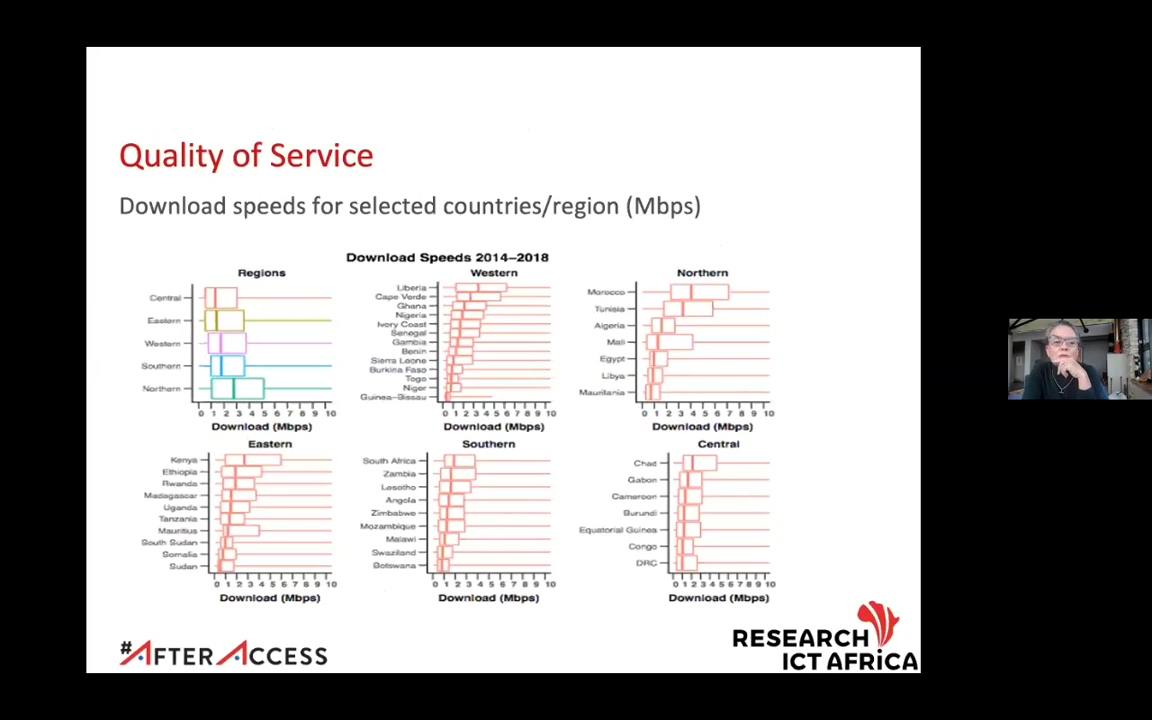 Quality of Service
Download speeds for selected countries/region (Mbps)
Download Speeds 2014–2018
Regions
Central
Eastern
Western
Southern
Northern
0 1 2 3 4 5 6 7 8 9 10
Download (Mbps)
Western
Liberia
Cape Verde
Ghana
Nigeria
Ivory Coast
Senegal
Gambia
Benin
Sierra Leone
Burkina Faso
Togo
Niger
Guinea–Bissau
0 1 2 3 4 5 6 7 8 9 10
Download (Mbps)
Northern
Morocco
Tunisia
Algeria
Mali
Egypt
Libya
Mauritania
0 1 2 3 4 5 6 7 8 9 10
Download (Mbps)
Eastern
Kenya
Ethiopia
Rwanda
Madagascar
Uganda
Tanzania
Mauritius
South Sudan
Somalia
Sudan
0 1 2 3 4 5 6 7 8 9 10
Download (Mbps)
Southern
South Africa
Zambia
Lesotho
Angola
Zimbabwe
Mozambique
Malawi
Swaziland
Botswana
0 1 2 3 4 5 6 7 8 9 10
Download (Mbps)
Central
Chad
Gabon
Cameroon
Burundi
Equatorial Guinea
Congo
DRC
0 1 2 3 4 5 6 7 8 9 10
Download (Mbps)
#AFTER ACCESS
RESEARCH
ICT AFRICA